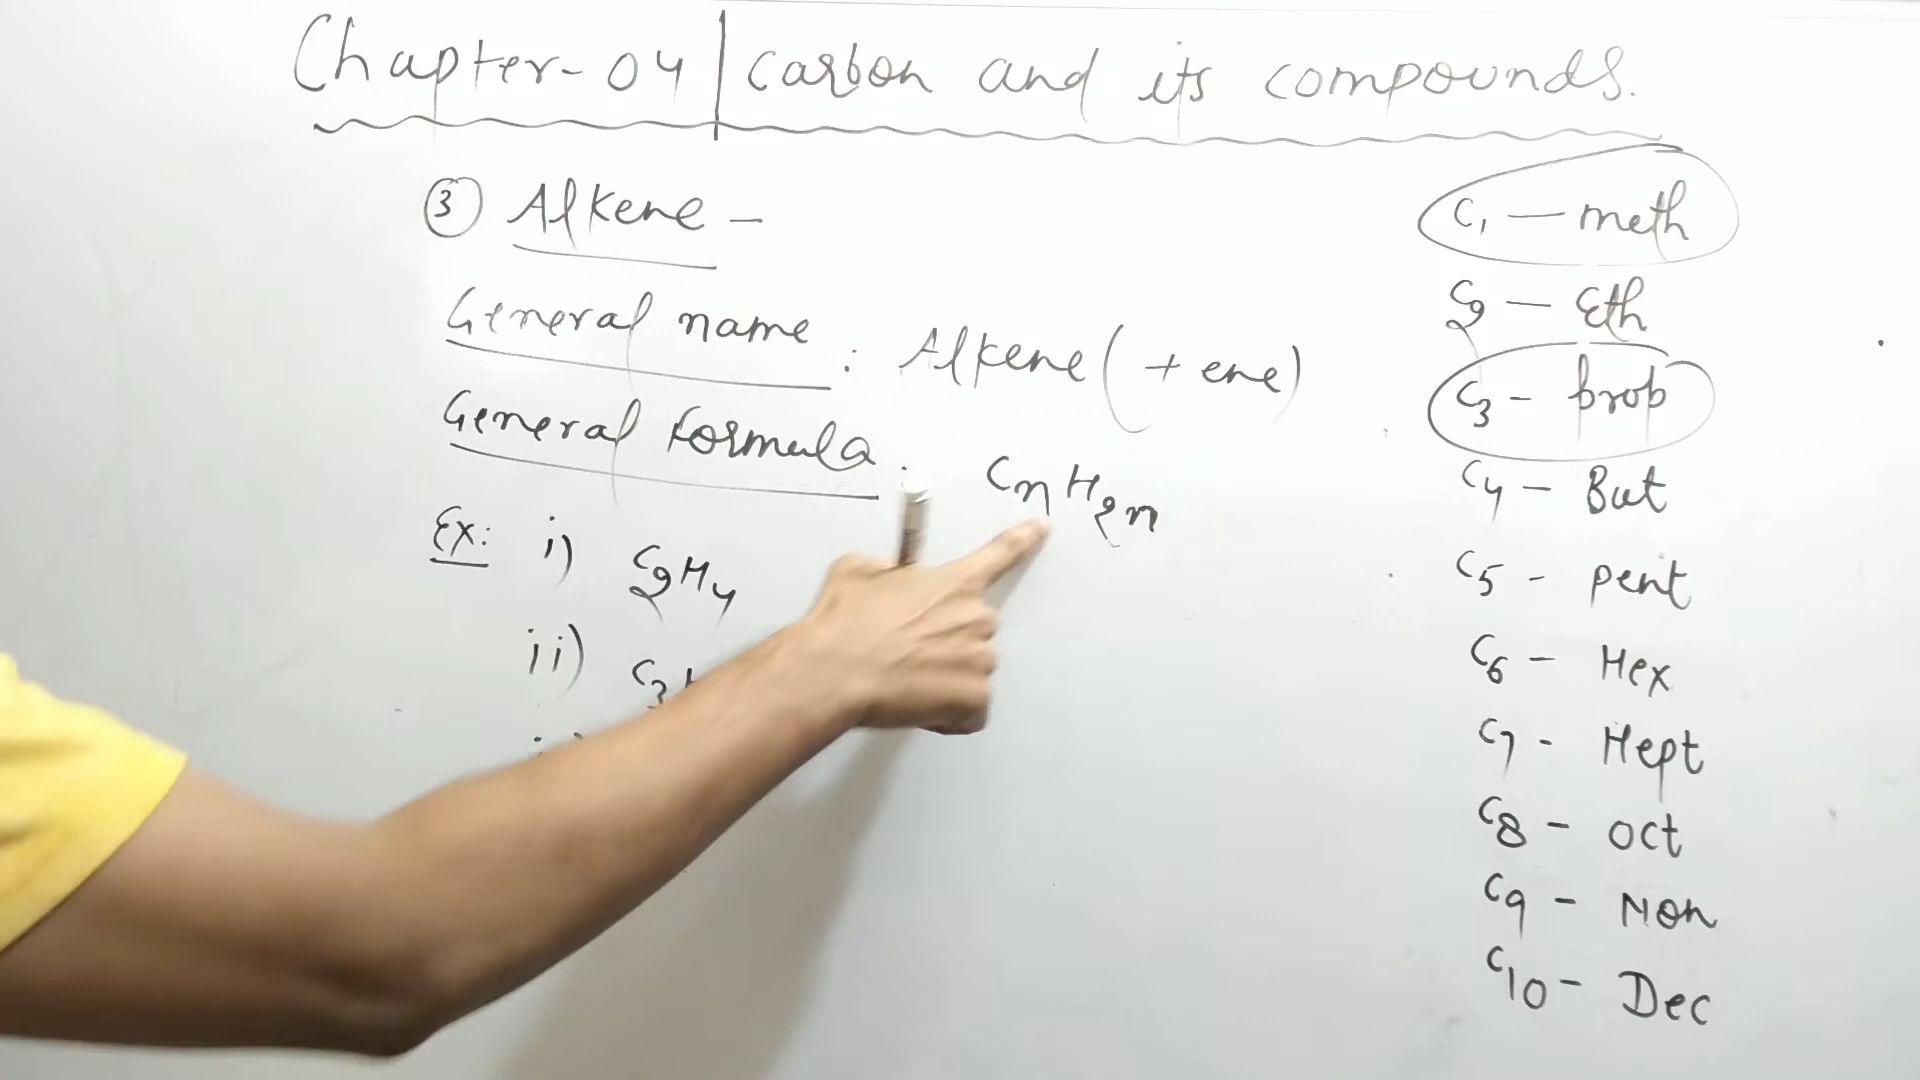 Chapter-04 | carbon and its compounds.
③ Alkene -
General name : Alkene (+ ene)
General Formula : CnH2n
Ex: i) C2H4
ii) C3H
C1 — meth
C2 — Eth
C3 - prop
C4 - But
C5 - pent
C6 - Hex
C7 - Hept
C8 - oct
C9 - Non
C10 - Dec